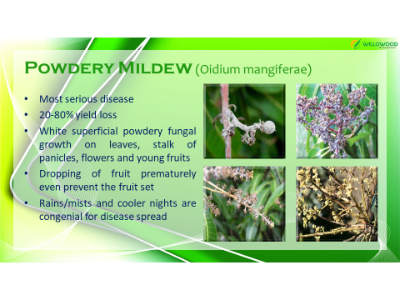 WILLOWOOD
POWDERY MILDEW (Oidium mangiferae)
• Most serious disease
• 20-80% yield loss
• White superficial powdery fungal
growth on leaves, stalk of
panicles, flowers and young fruits
• Dropping of fruit prematurely
even prevent the fruit set
• Rains/mists and cooler nights are
congenial for disease spread